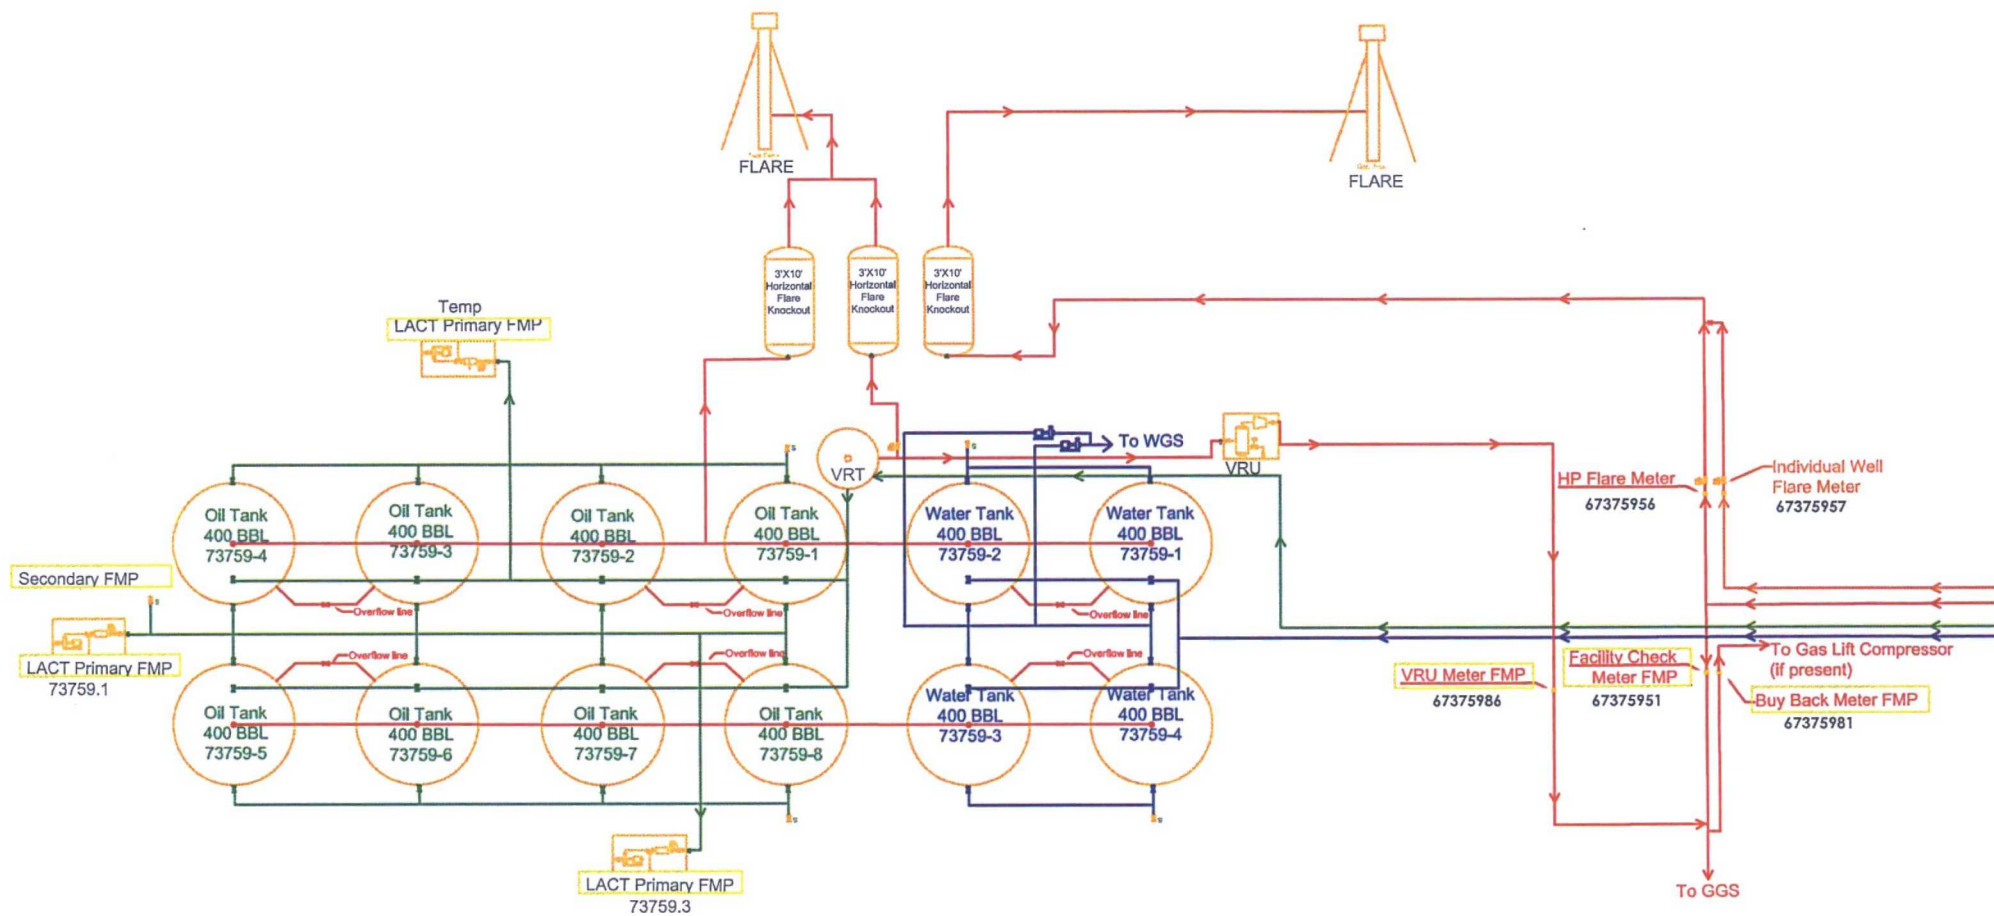 FLARE
FLARE
3'X10'
Horizontal
Flare
Knockout
3'X10'
Horizontal
Flare
Knockout
3'X10'
Horizontal
Flare
Knockout
Temp
LACT Primary FMP
To WGS
VRT
VRU
HP Flare Meter
67375956
Individual Well
Flare Meter
67375957
Oil Tank
400 BBL
73759-4
Oil Tank
400 BBL
73759-3
Oil Tank
400 BBL
73759-2
Oil Tank
400 BBL
73759-1
Water Tank
400 BBL
73759-2
Water Tank
400 BBL
73759-1
Secondary FMP
Overflow line
Overflow line
Overflow line
LACT Primary FMP
73759.1
Overflow line
Overflow line
Overflow line
VRU Meter FMP
67375986
Facility Check
Meter FMP
67375951
To Gas Lift Compressor
(if present)
Buy Back Meter FMP
67375981
Oil Tank
400 BBL
73759-5
Oil Tank
400 BBL
73759-6
Oil Tank
400 BBL
73759-7
Oil Tank
400 BBL
73759-8
Water Tank
400 BBL
73759-3
Water Tank
400 BBL
73759-4
LACT Primary FMP
73759.3
To GGS